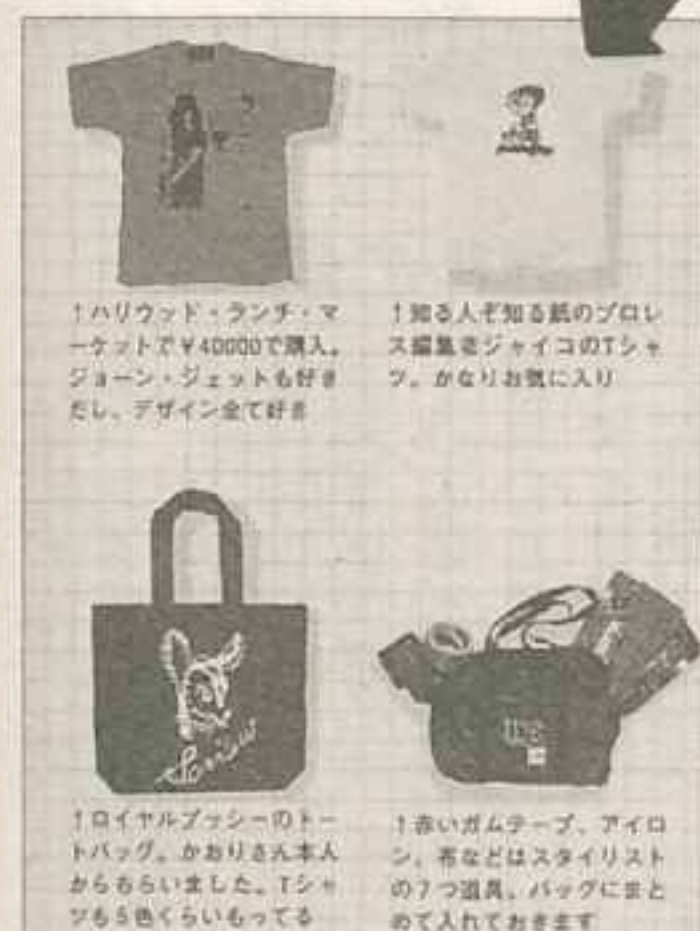 ↑ハリウッド・ランチ・マ
ーケットで¥40000で購入。
ジョーン・ジェットも好き
だし、デザイン全て好き
↑知る人ぞ知る紙のプロレ
ス編集者ジャイコのTシャ
ツ。かなりお気に入り
↑ロイヤルプッシーのトー
トバッグ。かおりさん本人
からもらいました。Tシャ
ツも5色くらいもってる
↑赤いガムテープ、アイロ
ン、布などはスタイリスト
の7つ道具。バッグにまと
めて入れておきます